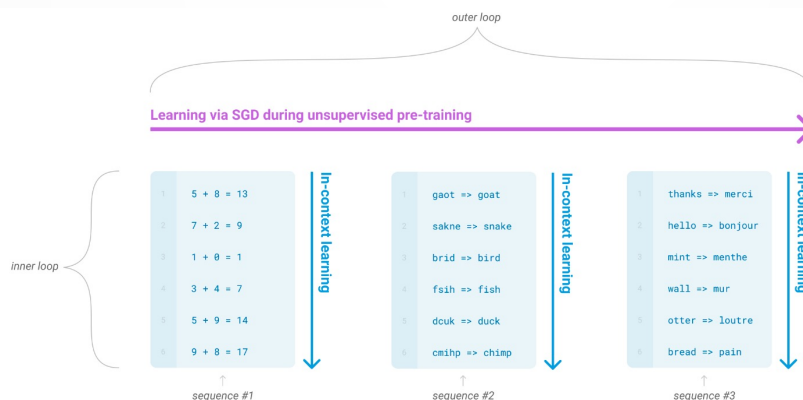 outer loop
Learning via SGD during unsupervised pre-training
inner loop
1 5 + 8 = 13
2 7 + 2 = 9
3 1 + 0 = 1
4 3 + 4 = 7
5 5 + 9 = 14
6 9 + 8 = 17
In-context learning
sequence #1
1 gaot => goat
2 sakne => snake
3 brid => bird
4 fsih => fish
5 dcuk => duck
6 cmihp => chimp
In-context learning
sequence #2
1 thanks => merci
2 hello => bonjour
3 mint => menthe
4 wall => mur
5 otter => loutre
6 bread => pain
In-context learning
sequence #3